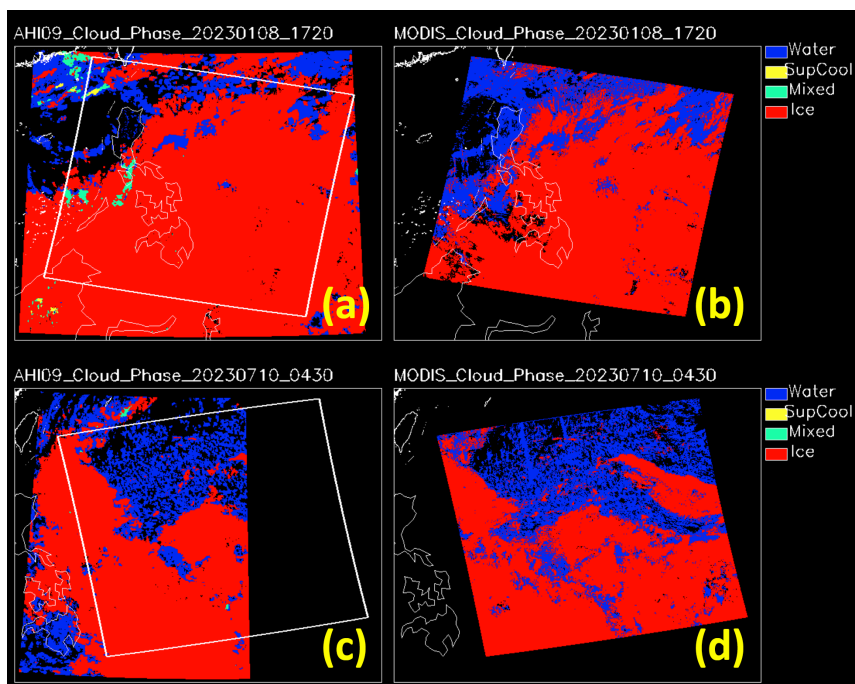 AHI09_Cloud_Phase_20230108_1720
MODIS_Cloud_Phase_20230108_1720
Water
SupCool
Mixed
Ice
(a)
(b)
AHI09_Cloud_Phase_20230710_0430
MODIS_Cloud_Phase_20230710_0430
Water
SupCool
Mixed
Ice
(c)
(d)